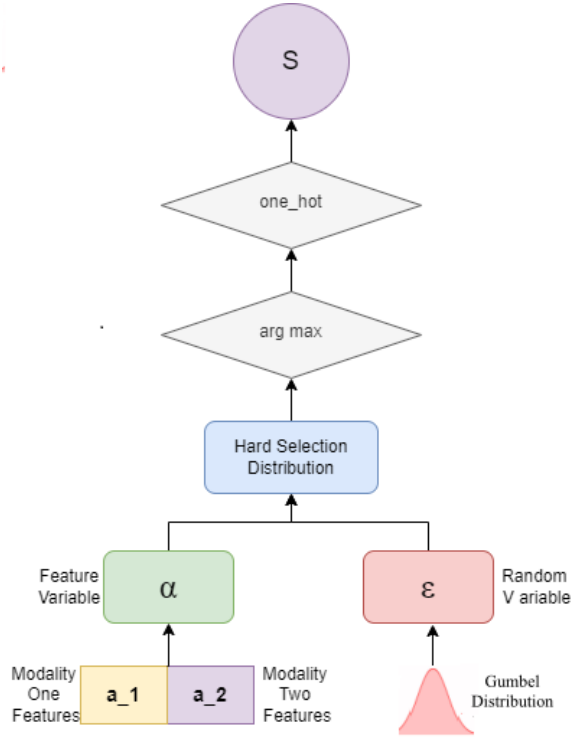 S
one_hot
arg max
Hard Selection
Distribution
Feature
Variable
α
ε
Random
V ariable
Modality
One
Features
a_1
a_2
Modality
Two
Features
Gumbel
Distribution